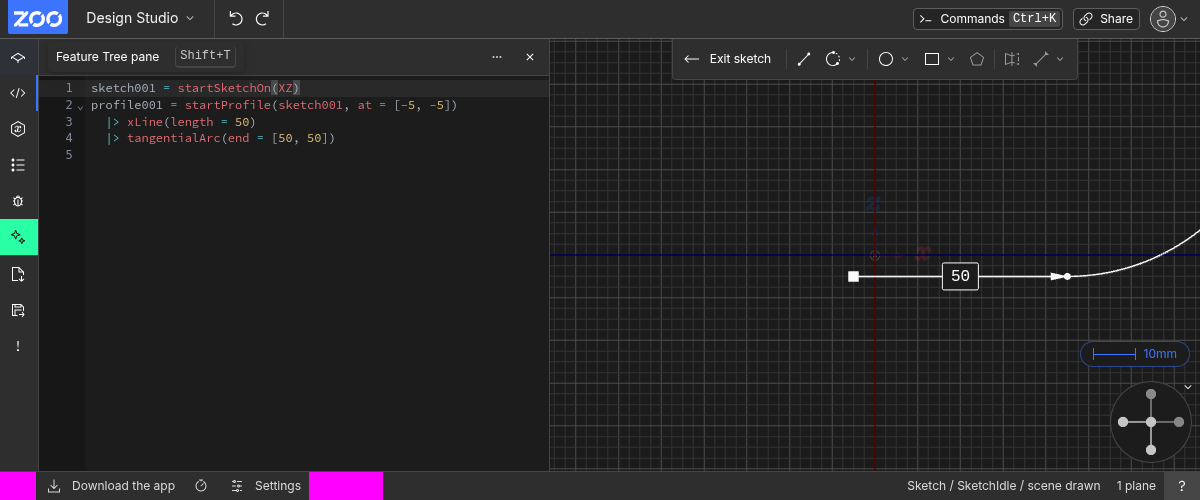 ZOO Design Studio Commands Ctrl+K Share
Feature Tree pane Shift+T
Exit sketch
1 sketch001 = startSketchOn(XZ)
2 profile001 = startProfile(sketch001, at = [-5, -5])
3 |> xLine(length = 50)
4 |> tangentialArc(end = [50, 50])
5
50
10mm
Download the app Settings Sketch / SketchIdle / scene drawn 1 plane ?